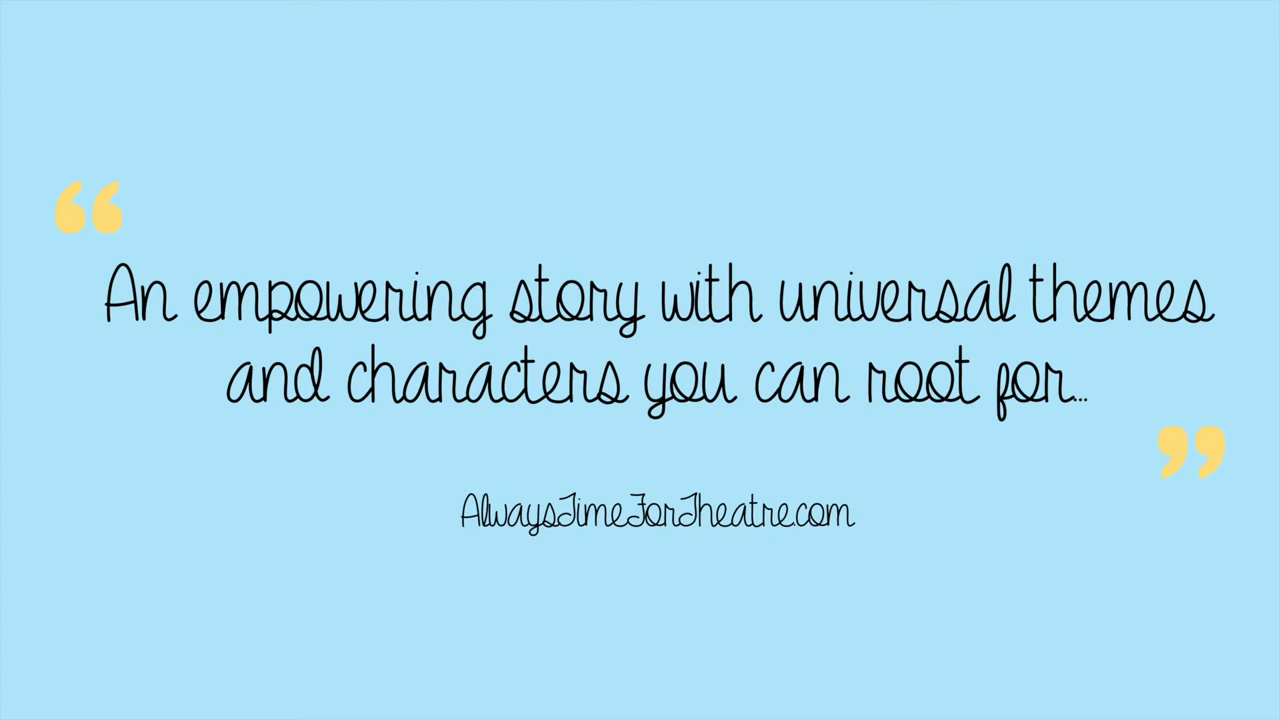 “
An empowering story with universal themes
and characters you can root for...
”
AlwaysTimeForTheatre.com